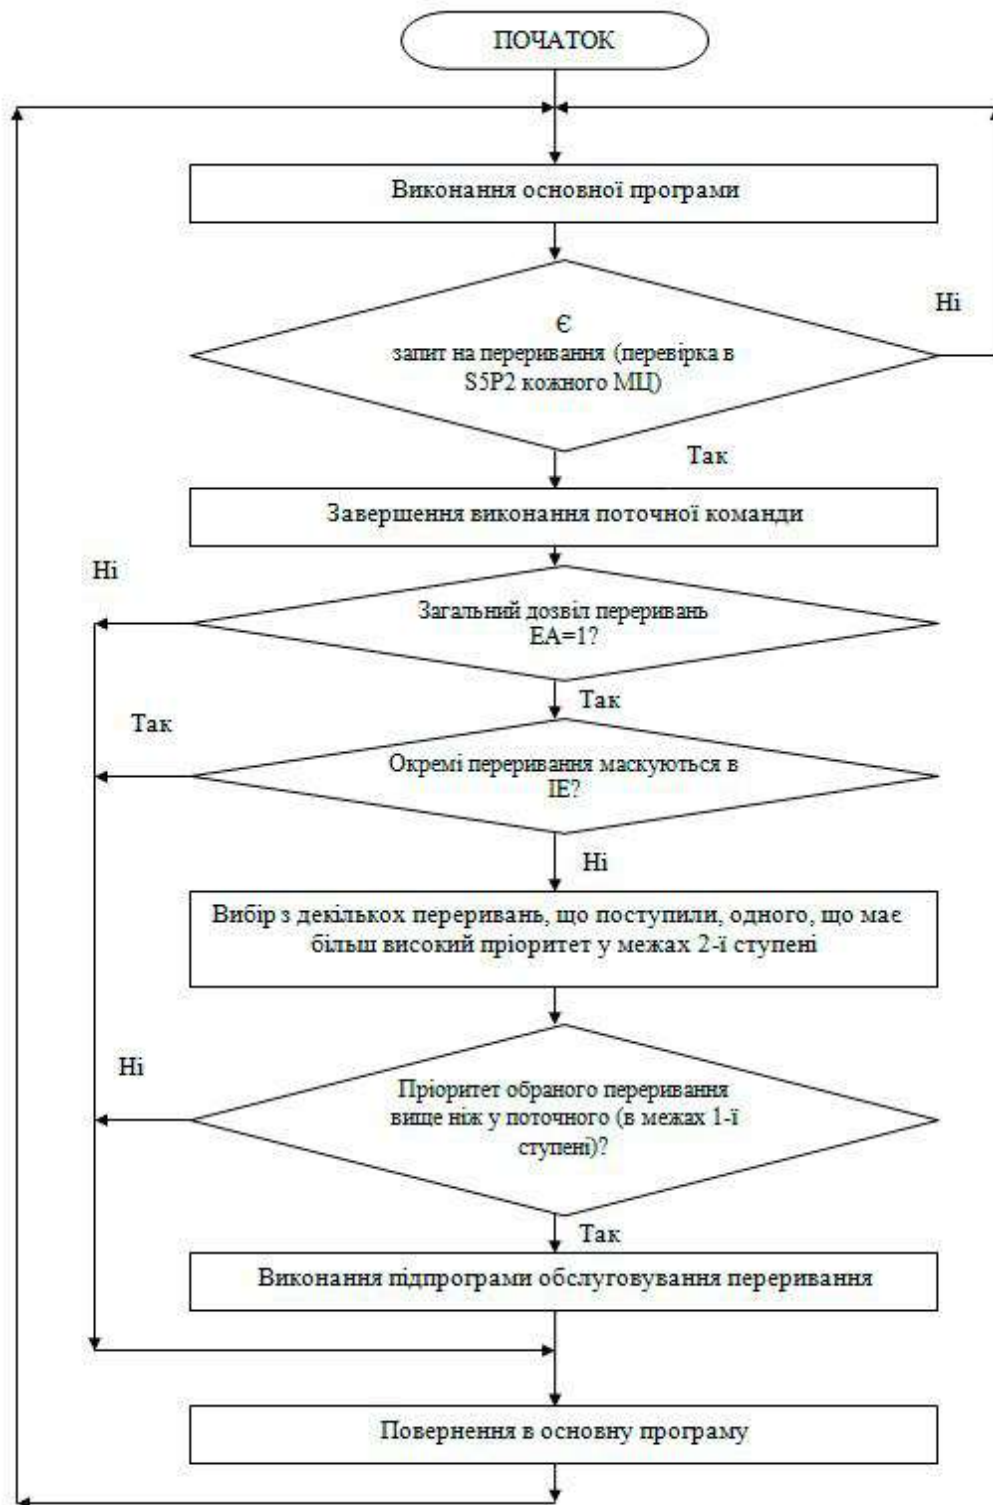 ПОЧАТОК
Виконання основної програми
Ні
Є
запит на переривання (перевірка в
S5P2 кожного МЦ)
Так
Завершення виконання поточної команди
Ні
Загальний дозвіл переривань
EA=1?
Так
Так
Окремі переривання маскуються в
IE?
Ні
Вибір з декількох переривань, що поступили, одного, що має
більш високий пріоритет у межах 2-ї ступені
Ні
Пріоритет обраного переривання
вище ніж у поточного (в межах 1-ї
ступені)?
Так
Виконання підпрограми обслуговування переривання
Повернення в основну програму